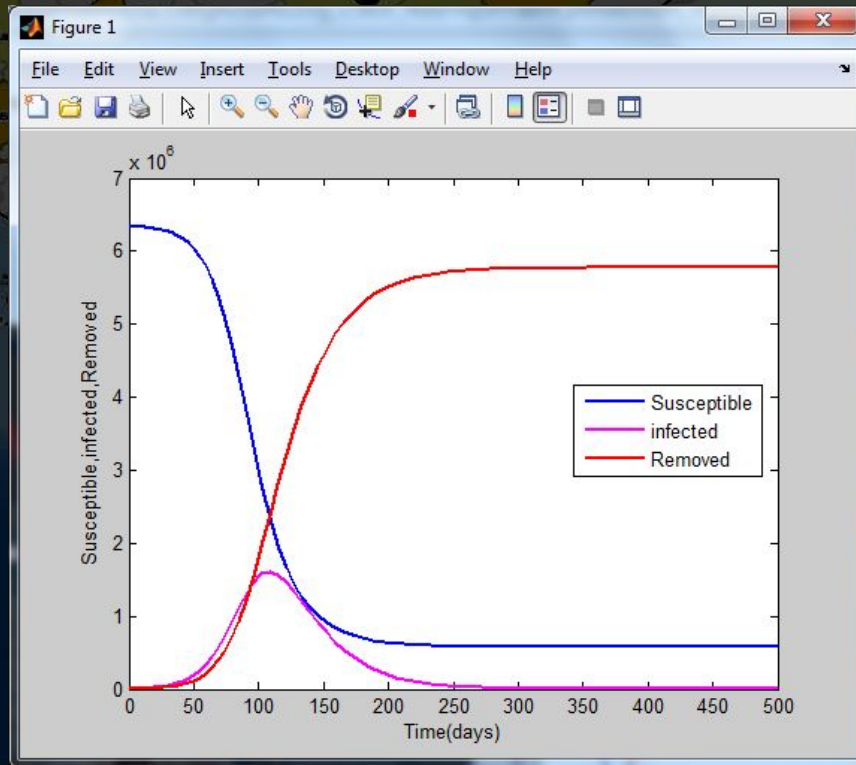 Figure 1
File Edit View Insert Tools Desktop Window Help
x 10^6
7
6
5
4
3
2
1
0
Susceptible,infected,Removed
Susceptible
infected
Removed
0 50 100 150 200 250 300 350 400 450 500
Time(days)